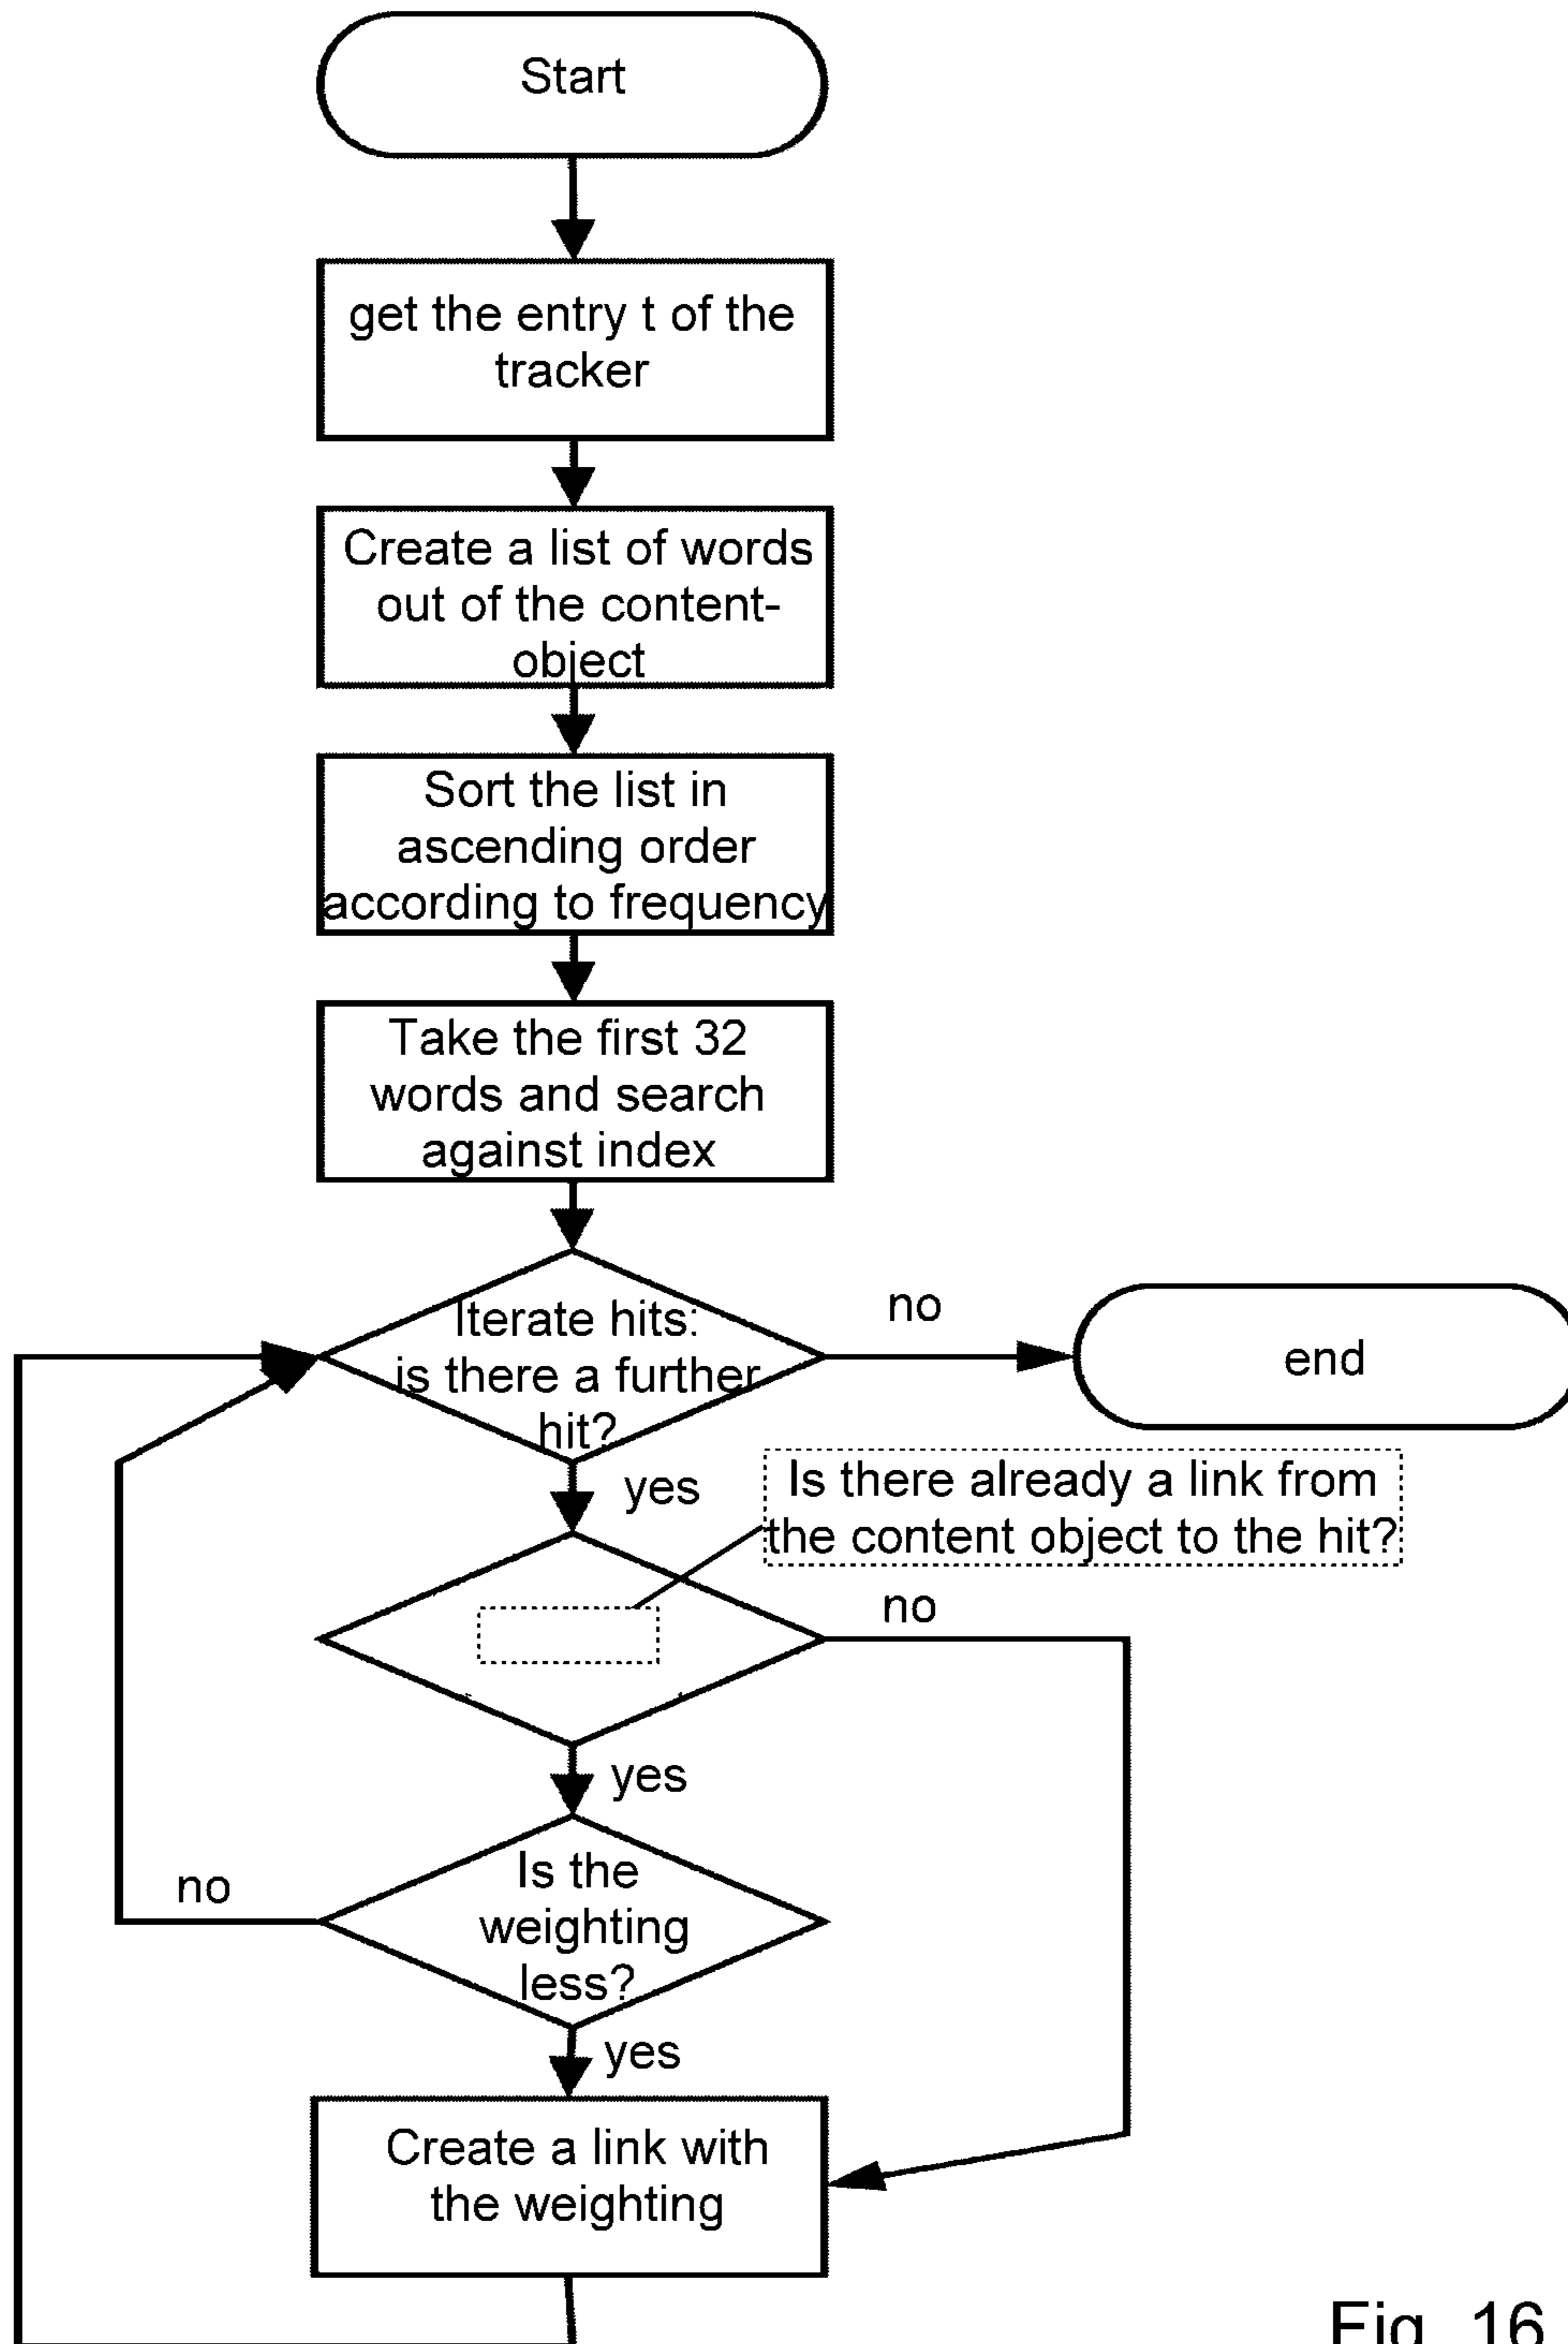 Start
get the entry t of the
tracker
Create a list of words
out of the content-
object
Sort the list in
ascending order
according to frequency
Take the first 32
words and search
against index
Iterate hits:
is there a further
hit?
no
end
yes
Is there already a link from
the content object to the hit?
no
yes
Is the
weighting
less?
no
yes
Create a link with
the weighting
Fig. 16